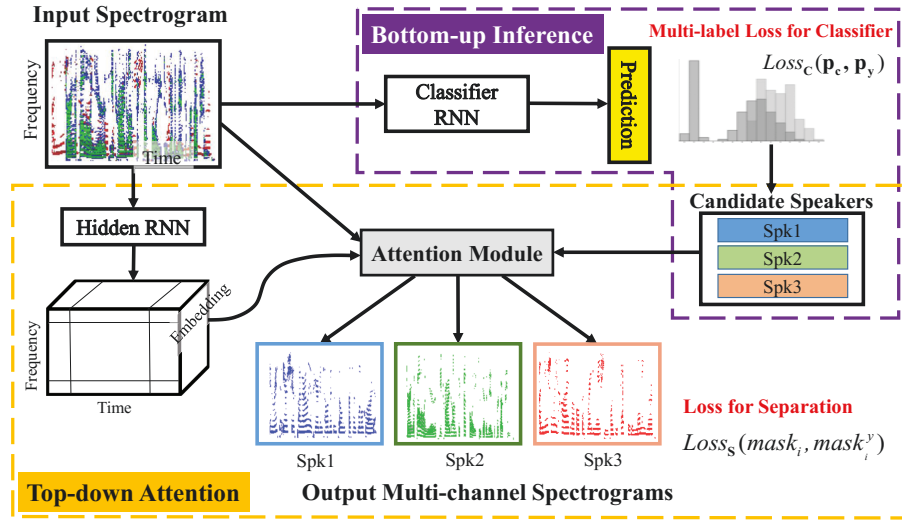 Input Spectrogram
Frequency
Time
Bottom-up Inference
Classifier
RNN
Prediction
Multi-label Loss for Classifier
Loss_C(p_c, p_y)
Candidate Speakers
Spk1
Spk2
Spk3
Hidden RNN
Attention Module
Embedding
Frequency
Time
Spk1
Spk2
Spk3
Loss for Separation
Loss_S(mask_i, mask_i^y)
Top-down Attention
Output Multi-channel Spectrograms